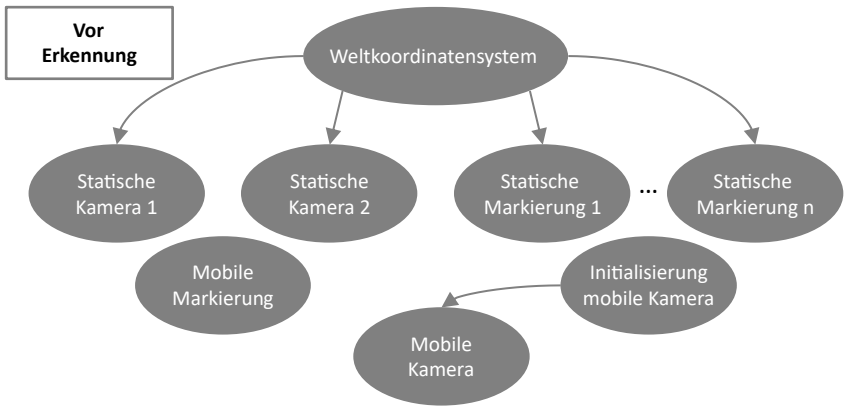 Vor
Erkennung
Weltkoordinatensystem
Statische
Kamera 1
Statische
Kamera 2
Statische
Markierung 1
...
Statische
Markierung n
Mobile
Markierung
Initialisierung
mobile Kamera
Mobile
Kamera